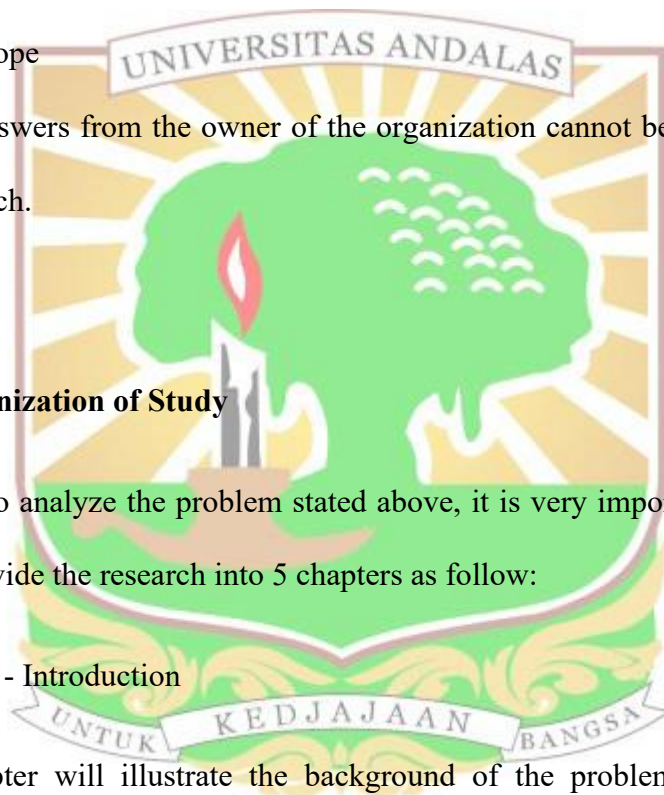 ope
UNIVERSITAS ANDALAS
swers from the owner of the organization cannot be
ch.
nization of Study
o analyze the problem stated above, it is very impo
vide the research into 5 chapters as follow:
- Introduction
UNTUK KEDJAJAAN BANGSA
pter will illustrate the background of the problem